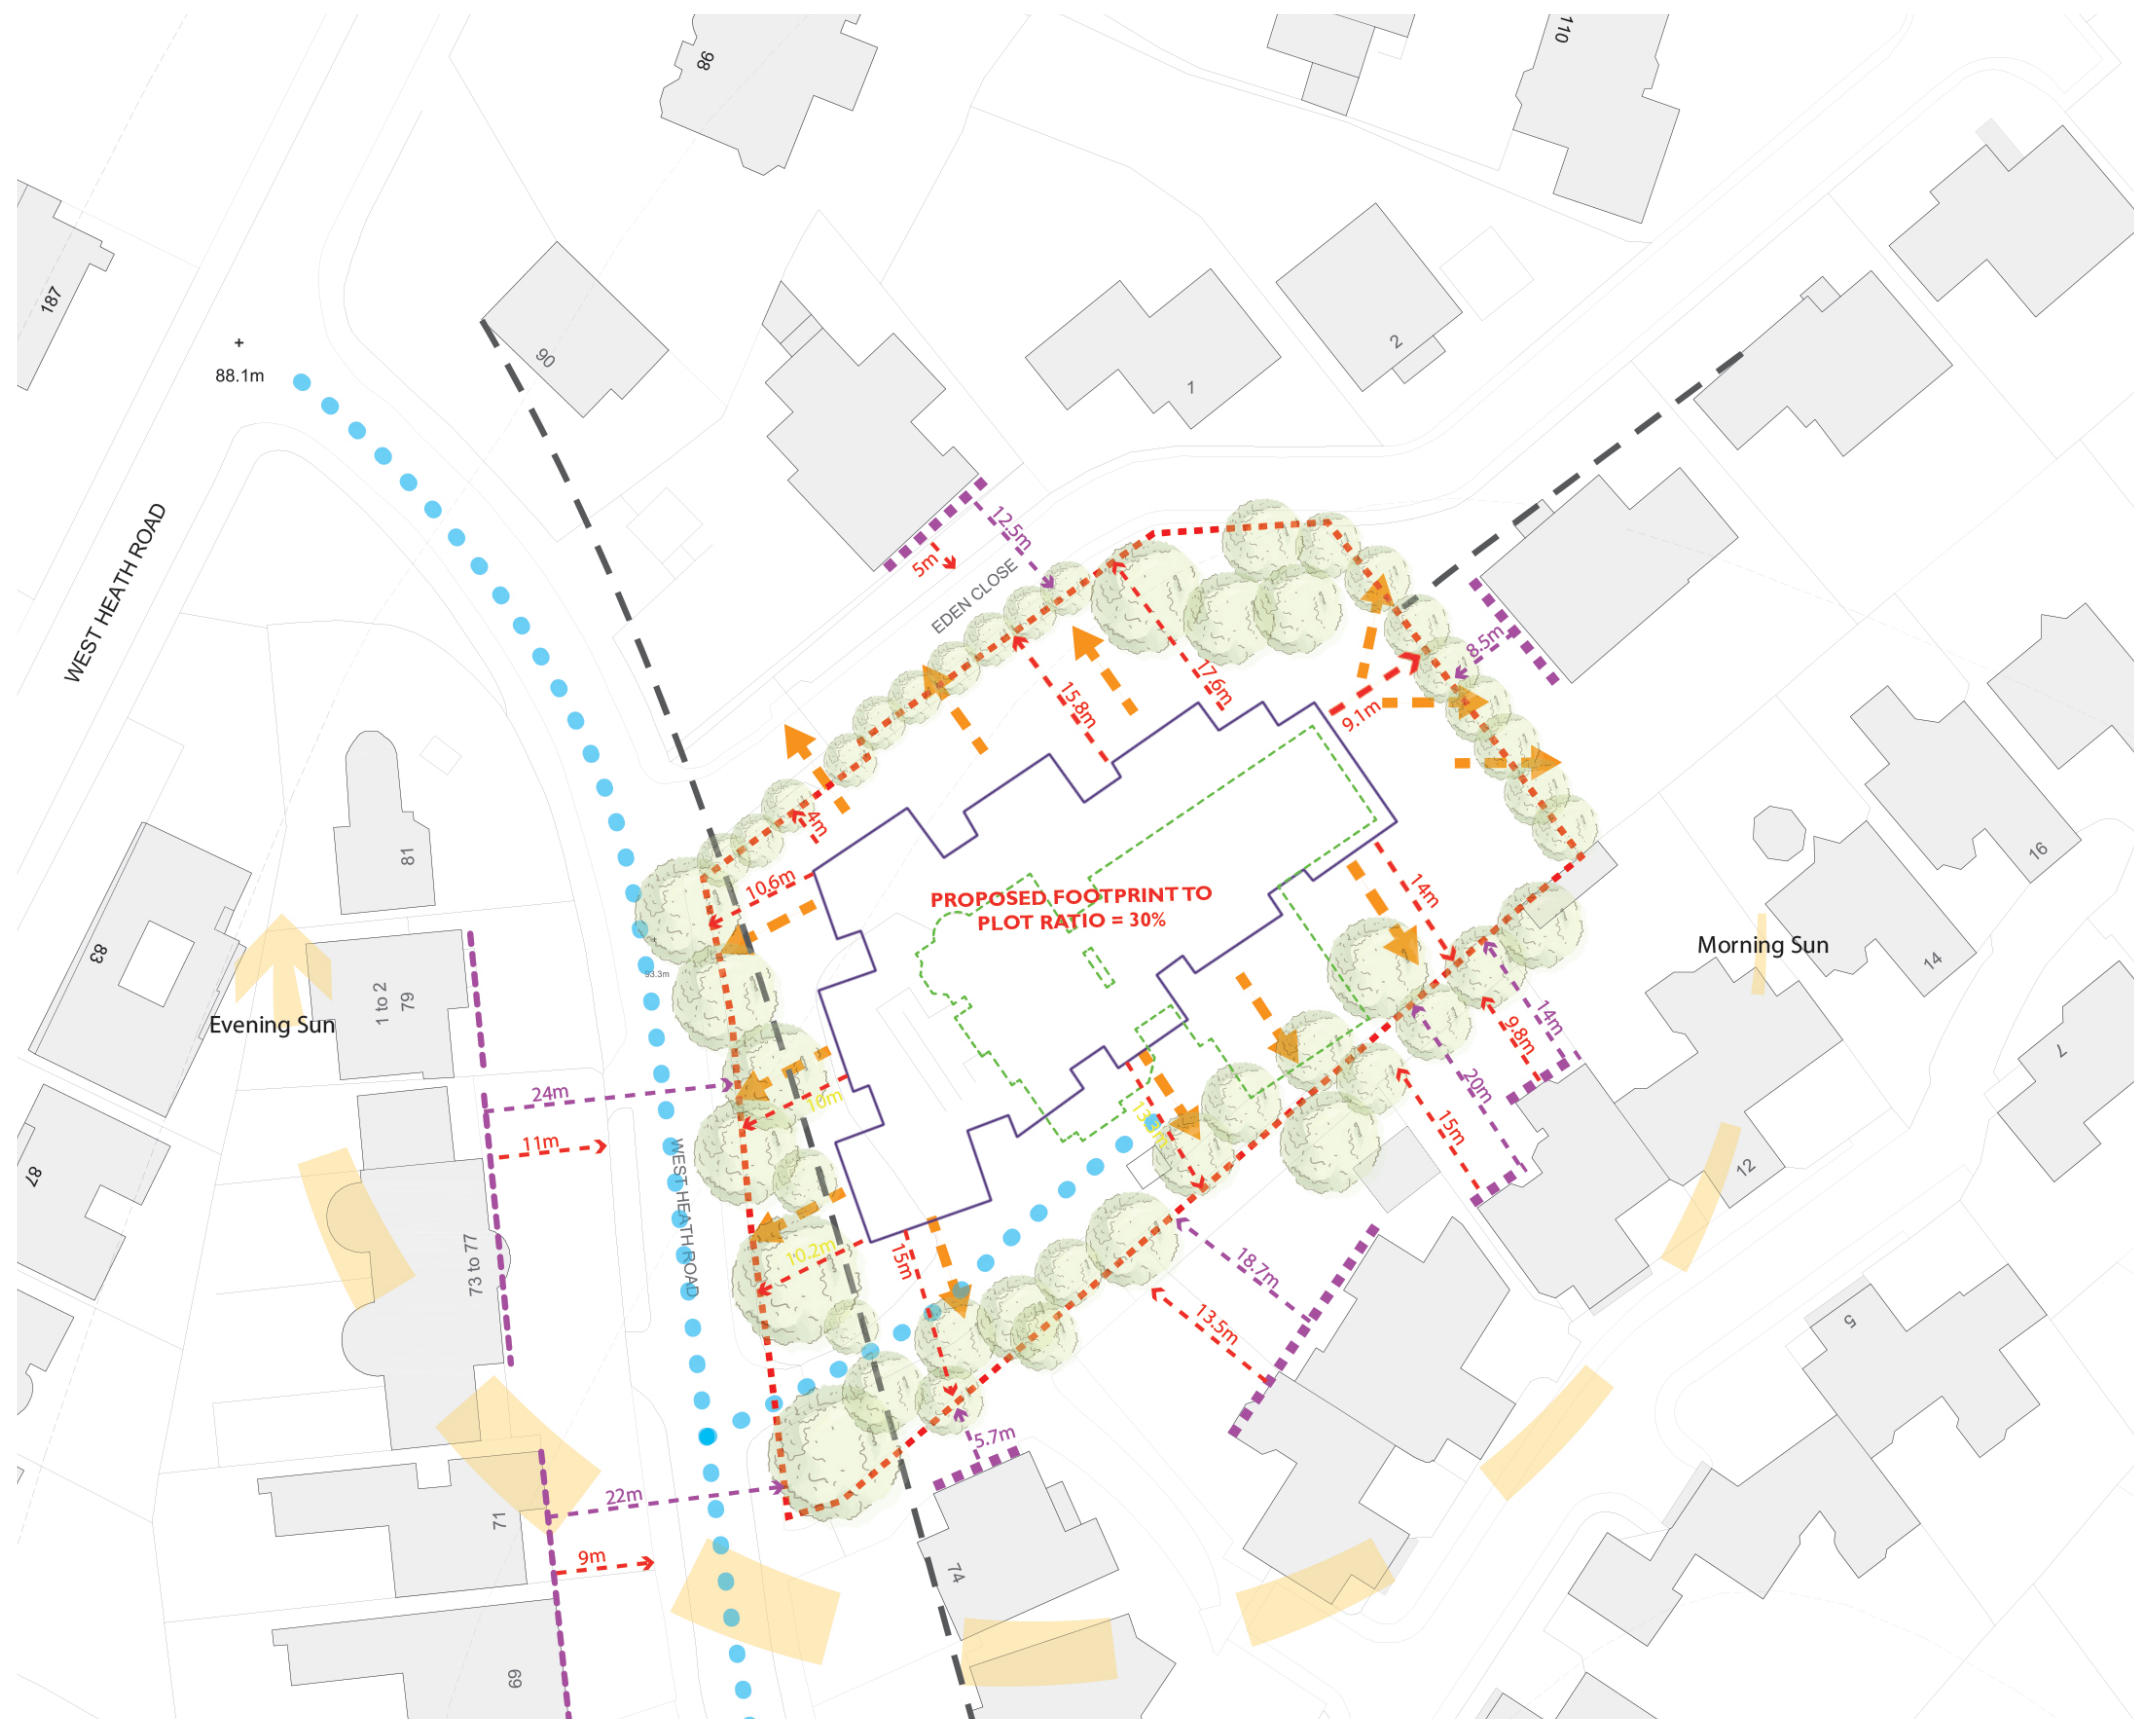 86
110
187
90
88.1m
1
2
WEST HEATH ROAD
12.5m
5m
EDEN CLOSE
8.5m
17.6m
15.8m
9.1m
4m
10.6m
81
PROPOSED FOOTPRINT TO
PLOT RATIO = 30%
14m
16
83
Morning Sun
14
93.3m
1 to 2
79
Evening Sun
14m
9.8m
7
24m
10m
20m
11m
15m
12
87
WEST HEATH ROAD
73 to 77
10.2m
15m
18.7m
13.5m
5
5.7m
22m
71
9m
74
69